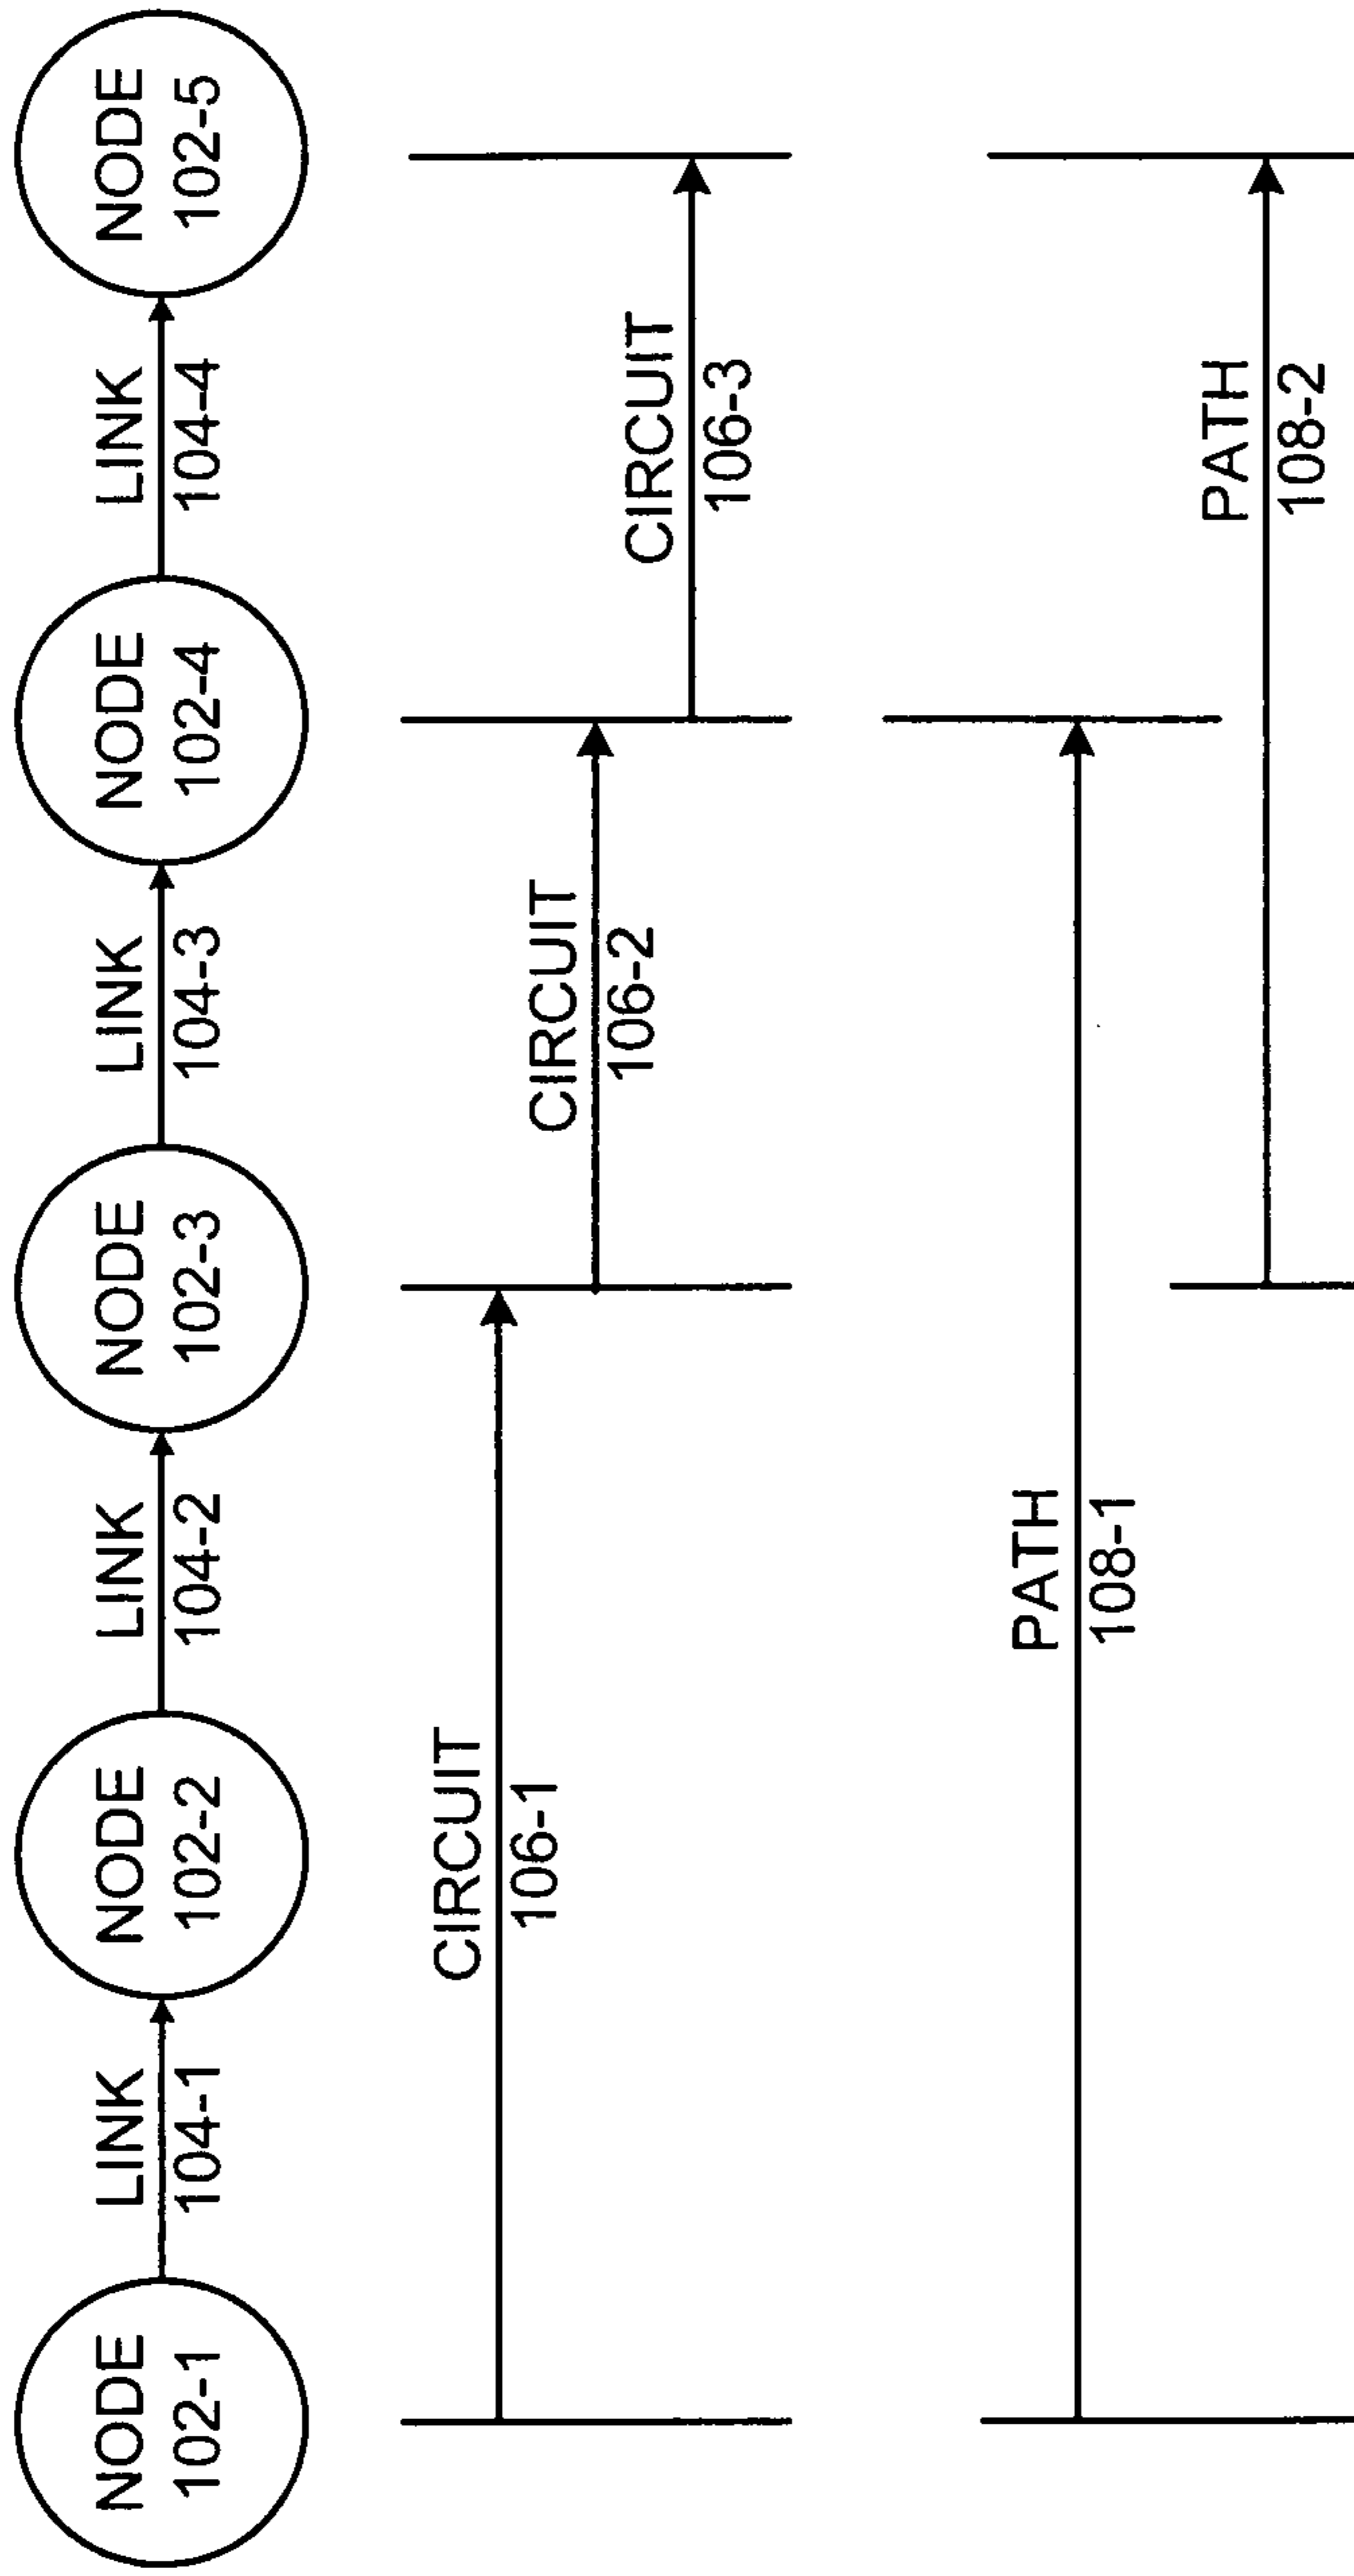 NODE
102-1
LINK
104-1
NODE
102-2
LINK
104-2
NODE
102-3
LINK
104-3
NODE
102-4
LINK
104-4
NODE
102-5
CIRCUIT
106-1
CIRCUIT
106-2
CIRCUIT
106-3
PATH
108-1
PATH
108-2